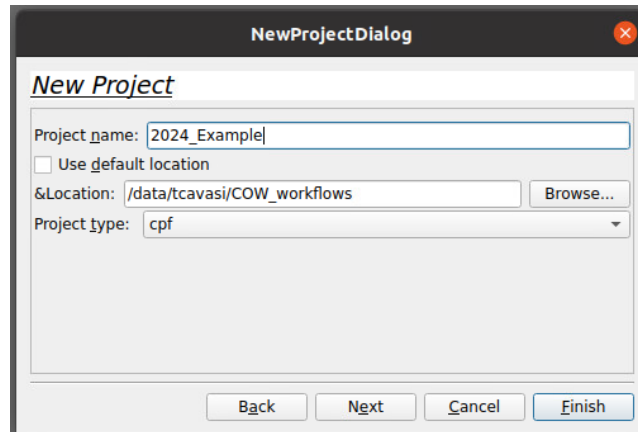 NewProjectDialog
New Project
Project name: 2024_Example
Use default location
&Location: /data/tcavasi/COW_workflows Browse...
Project type: cpf
Back Next Cancel Finish